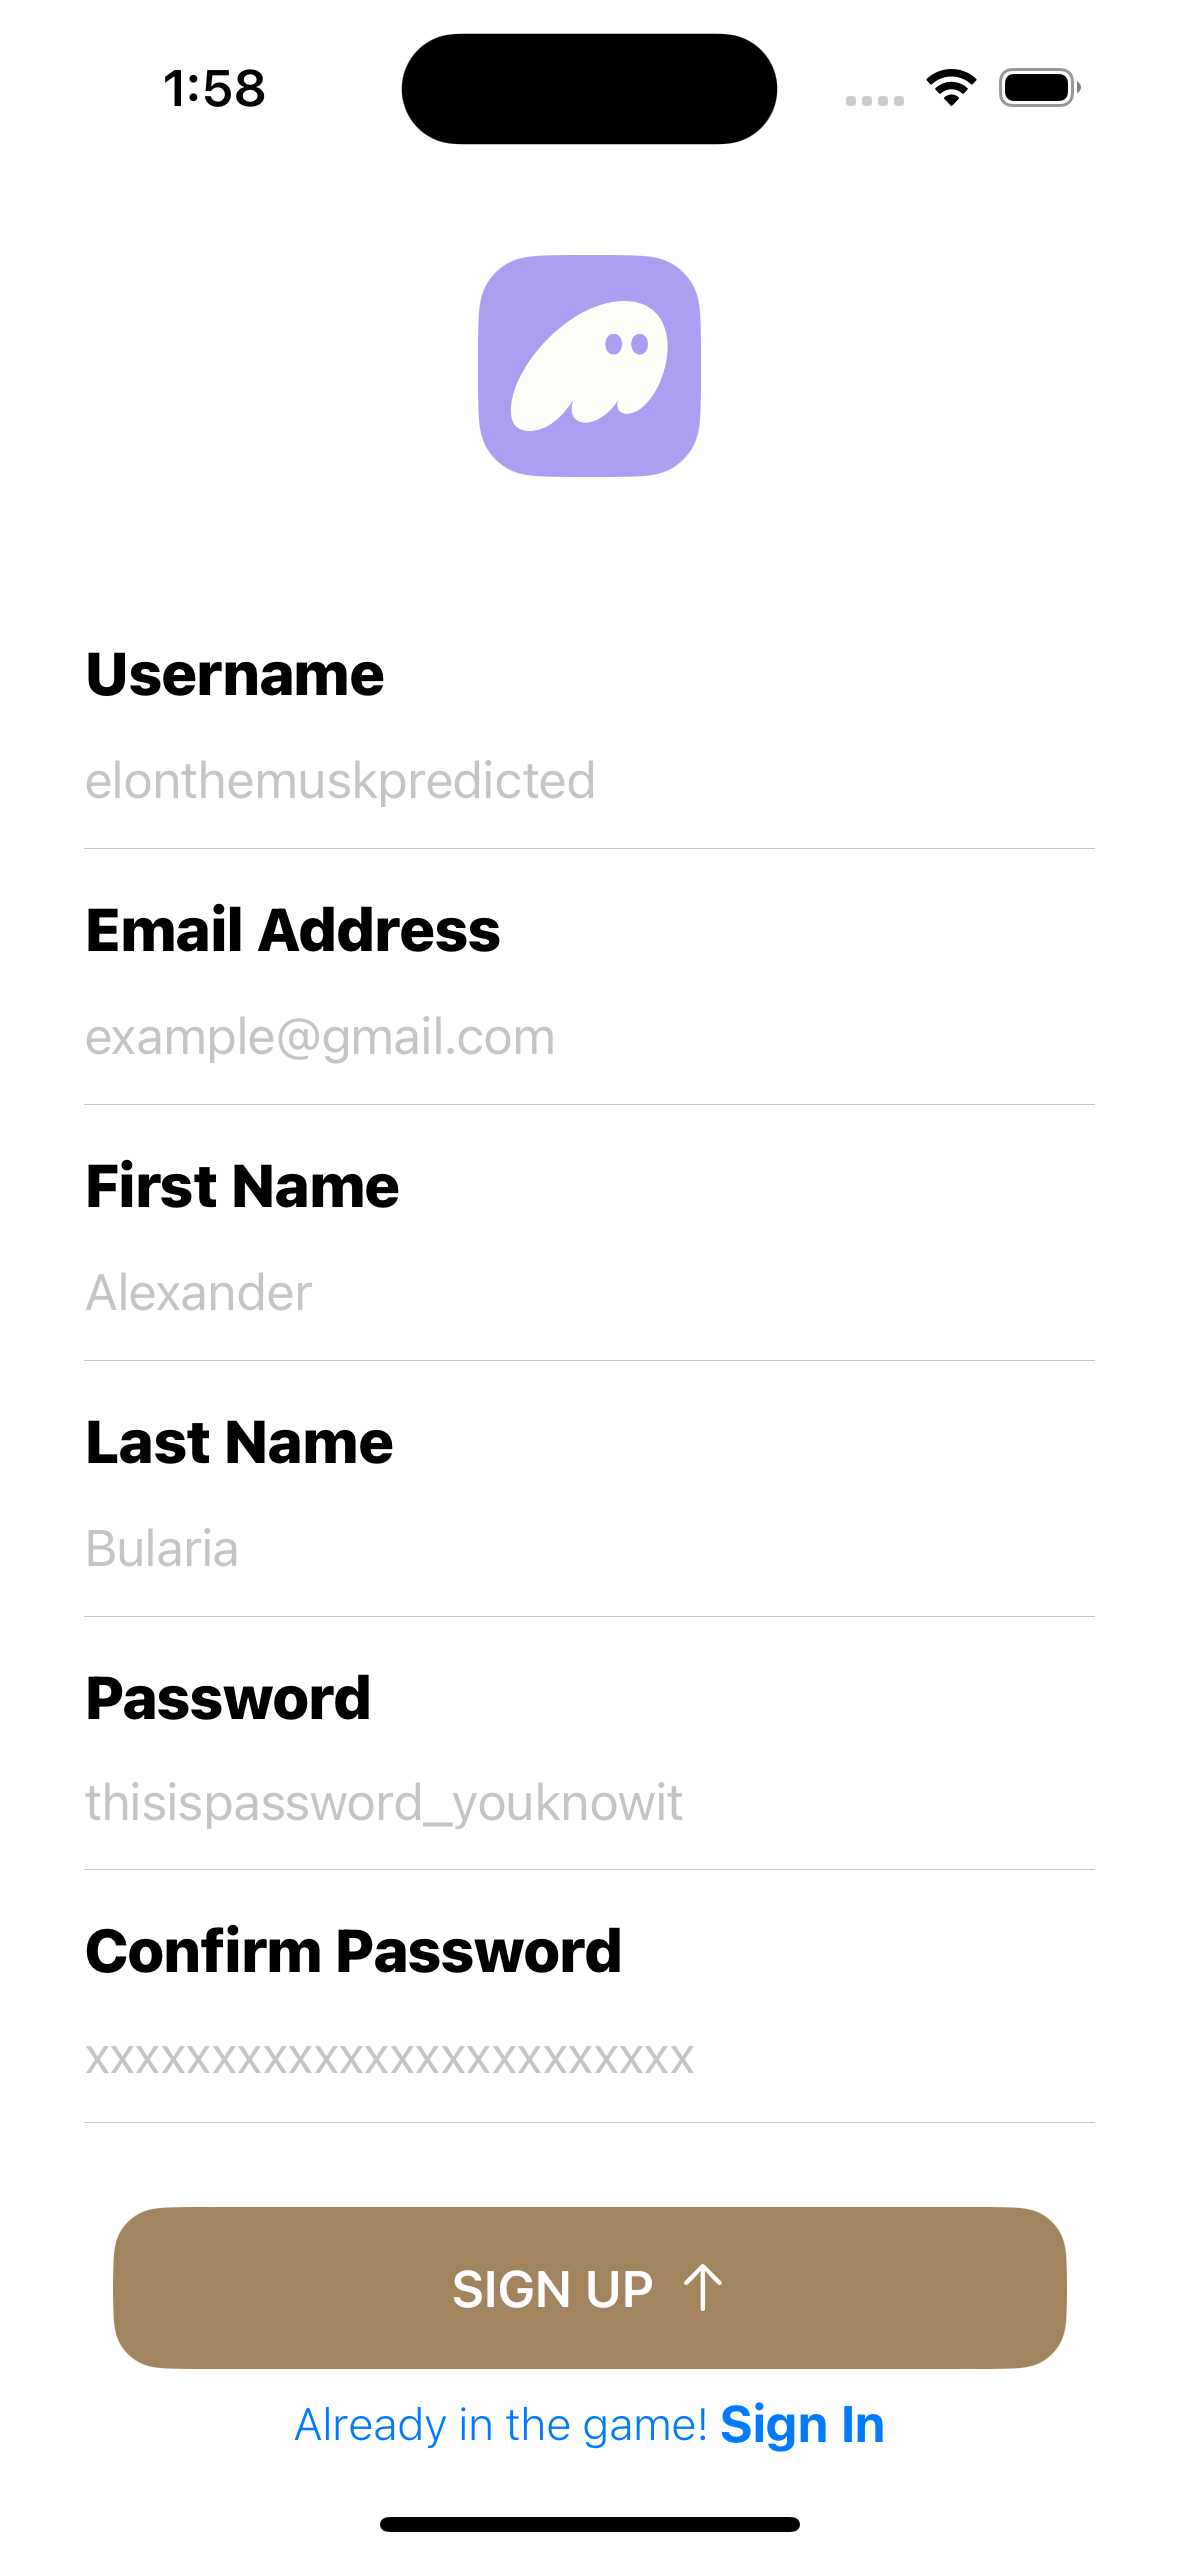 1:58
Username
elonthemuskpredicted
Email Address
example@gmail.com
First Name
Alexander
Last Name
Bularia
Password
thisispassword_youknowit
Confirm Password
xxxxxxxxxxxxxxxxxxxxxxxx
SIGN UP ↑
Already in the game! Sign In